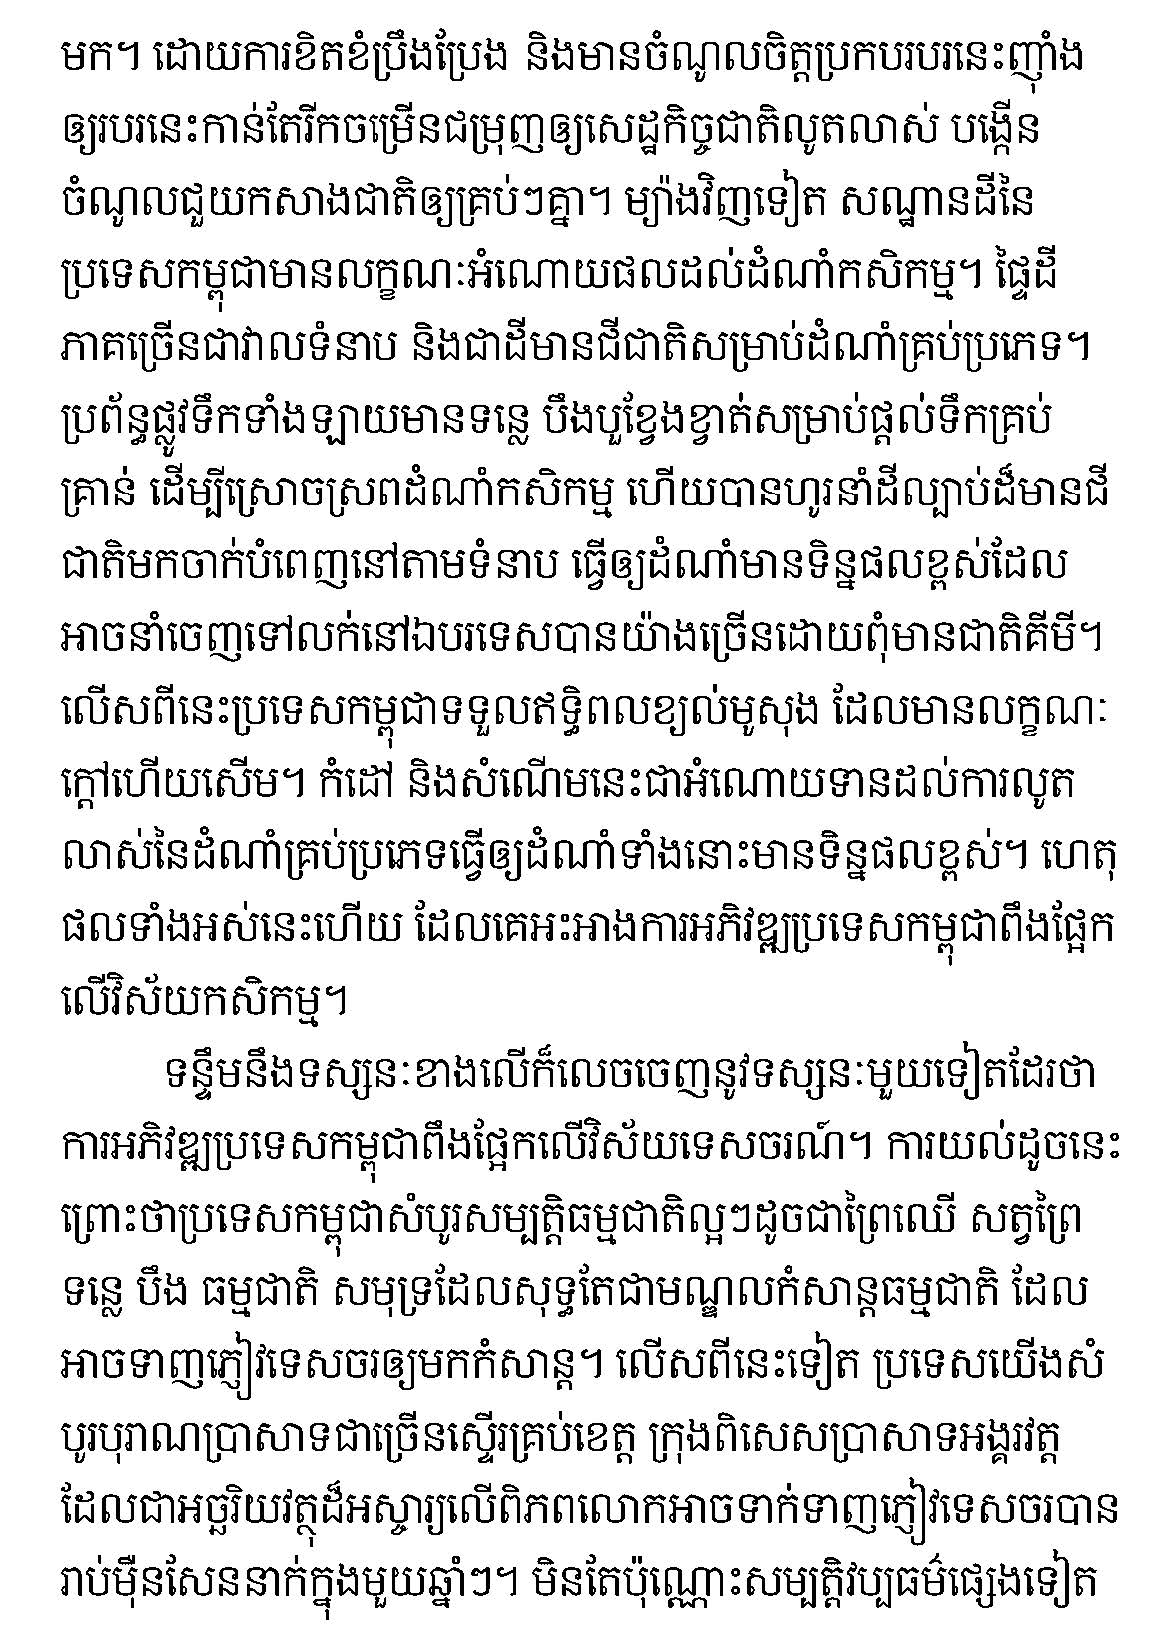 មក។ ដោយការខិតខំប្រឹងប្រែង និងមានចំណូលចិត្តប្រកបរបរនេះញ៉ាំង
ឲ្យរបរនេះកាន់តែរីកចម្រើនជម្រុញឲ្យសេដ្ឋកិច្ចជាតិលូតលាស់ បង្កើន
ចំណូលជួយកសាងជាតិឲ្យគ្រប់ៗគ្នា។ ម្យ៉ាងវិញទៀត សណ្ឋានដីនៃ
ប្រទេសកម្ពុជាមានលក្ខណៈអំណោយផលដល់ដំណាំកសិកម្ម។ ផ្ទៃដី
ភាគច្រើនជាវាលទំនាប និងជាដីមានជីជាតិសម្រាប់ដំណាំគ្រប់ប្រភេទ។
ប្រព័ន្ធផ្លូវទឹកទាំងឡាយមានទន្លេ បឹងបួខ្វែងខ្វាត់សម្រាប់ផ្តល់ទឹកគ្រប់
គ្រាន់ ដើម្បីស្រោចស្រពដំណាំកសិកម្ម ហើយបានហូរនាំដីល្បាប់ដ៏មានជី
ជាតិមកចាក់បំពេញនៅតាមទំនាប ធ្វើឲ្យដំណាំមានទិន្នផលខ្ពស់ដែល
អាចនាំចេញទៅលក់នៅឯបរទេសបានយ៉ាងច្រើនដោយពុំមានជាតិគីមី។
លើសពីនេះប្រទេសកម្ពុជាទទួលឥទ្ធិពលខ្យល់មូសុង ដែលមានលក្ខណៈ
ក្តៅហើយសើម។ កំដៅ និងសំណើមនេះជាអំណោយទានដល់ការលូត
លាស់នៃដំណាំគ្រប់ប្រភេទធ្វើឲ្យដំណាំទាំងនោះមានទិន្នផលខ្ពស់។ ហេតុ
ផលទាំងអស់នេះហើយ ដែលគេអះអាងការអភិវឌ្ឍប្រទេសកម្ពុជាពឹងផ្អែក
លើវិស័យកសិកម្ម។
ទន្ទឹមនឹងទស្សនៈខាងលើក៏លេចចេញនូវទស្សនៈមួយទៀតដែរថា
ការអភិវឌ្ឍប្រទេសកម្ពុជាពឹងផ្អែកលើវិស័យទេសចរណ៍។ ការយល់ដូចនេះ
ព្រោះថាប្រទេសកម្ពុជាសំបូរសម្បត្តិធម្មជាតិល្អៗដូចជាព្រៃឈើ សត្វព្រៃ
ទន្លេ បឹង ធម្មជាតិ សមុទ្រដែលសុទ្ធតែជាមណ្ឌលកំសាន្តធម្មជាតិ ដែល
អាចទាញភ្ញៀវទេសចរឲ្យមកកំសាន្ត។ លើសពីនេះទៀត ប្រទេសយើងសំ
បូរបុរាណប្រាសាទជាច្រើនស្ទើរគ្រប់ខេត្ត ក្រុងពិសេសប្រាសាទអង្គរវត្ត
ដែលជាអច្ឆរិយវត្ថុដ៏អស្ចារ្យលើពិភពលោកអាចទាក់ទាញភ្ញៀវទេសចរបាន
រាប់ម៉ឺនសែននាក់ក្នុងមួយឆ្នាំៗ។ មិនតែប៉ុណ្ណោះសម្បត្តិវប្បធម៌ផ្សេងទៀត